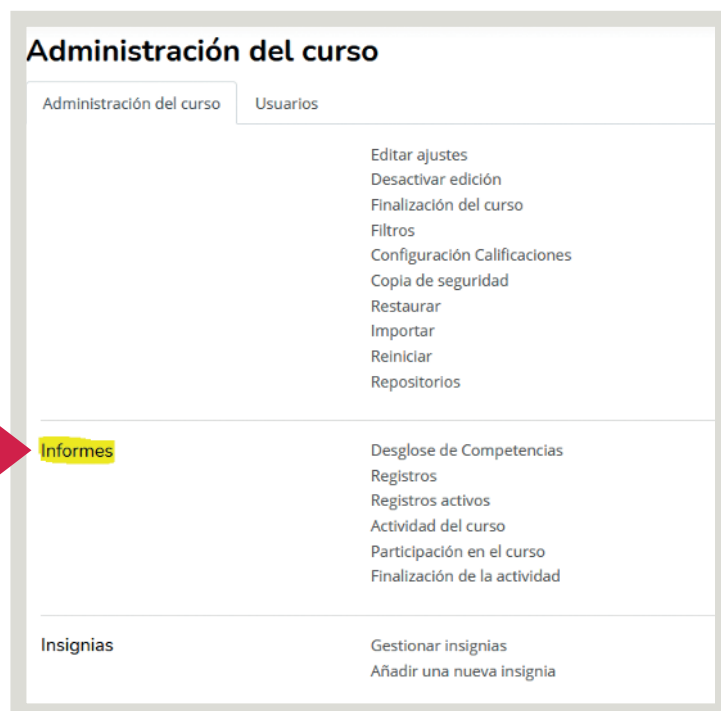 Administración del curso
Administración del curso Usuarios
Editar ajustes
Desactivar edición
Finalización del curso
Filtros
Configuración Calificaciones
Copia de seguridad
Restaurar
Importar
Reiniciar
Repositorios
Informes Desglose de Competencias
Registros
Registros activos
Actividad del curso
Participación en el curso
Finalización de la actividad
Insignias Gestionar insignias
Añadir una nueva insignia